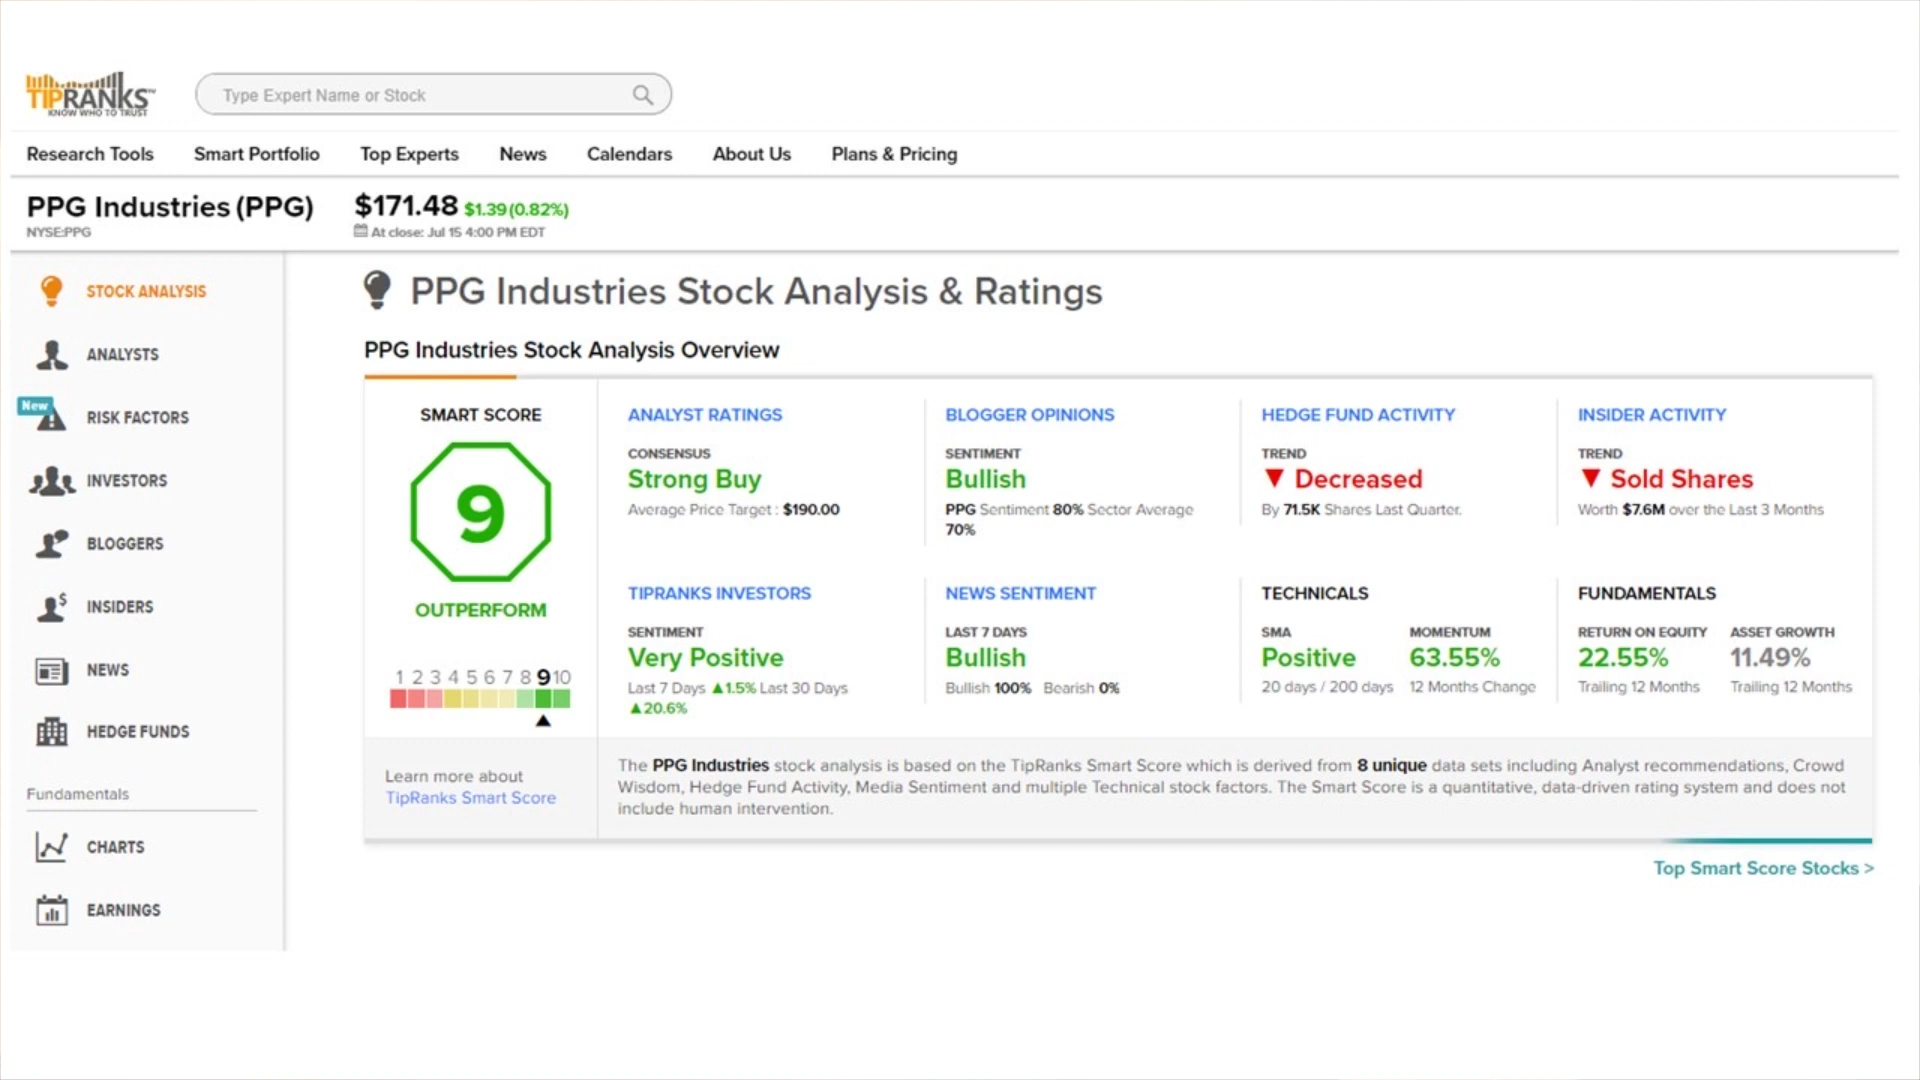 TIPRANKS™
KNOW WHO TO TRUST
Type Expert Name or Stock
Research Tools Smart Portfolio Top Experts News Calendars About Us Plans & Pricing
PPG Industries (PPG)
NYSE:PPG
$171.48 $1.39 (0.82%)
At close: Jul 15 4:00 PM EDT
STOCK ANALYSIS
ANALYSTS
New
RISK FACTORS
INVESTORS
BLOGGERS
INSIDERS
NEWS
HEDGE FUNDS
Fundamentals
CHARTS
EARNINGS
PPG Industries Stock Analysis & Ratings
PPG Industries Stock Analysis Overview
SMART SCORE
9
OUTPERFORM
1 2 3 4 5 6 7 8 9 10
Learn more about
TipRanks Smart Score
ANALYST RATINGS
CONSENSUS
Strong Buy
Average Price Target : $190.00
BLOGGER OPINIONS
SENTIMENT
Bullish
PPG Sentiment 80% Sector Average
70%
HEDGE FUND ACTIVITY
TREND
▼ Decreased
By 71.5K Shares Last Quarter.
INSIDER ACTIVITY
TREND
▼ Sold Shares
Worth $7.6M over the Last 3 Months
TIPRANKS INVESTORS
SENTIMENT
Very Positive
Last 7 Days ▲1.5% Last 30 Days
▲20.6%
NEWS SENTIMENT
LAST 7 DAYS
Bullish
Bullish 100% Bearish 0%
TECHNICALS
SMA
Positive
20 days / 200 days
MOMENTUM
63.55%
12 Months Change
FUNDAMENTALS
RETURN ON EQUITY
22.55%
Trailing 12 Months
ASSET GROWTH
11.49%
Trailing 12 Months
The PPG Industries stock analysis is based on the TipRanks Smart Score which is derived from 8 unique data sets including Analyst recommendations, Crowd
Wisdom, Hedge Fund Activity, Media Sentiment and multiple Technical stock factors. The Smart Score is a quantitative, data-driven rating system and does not
include human intervention.
Top Smart Score Stocks >